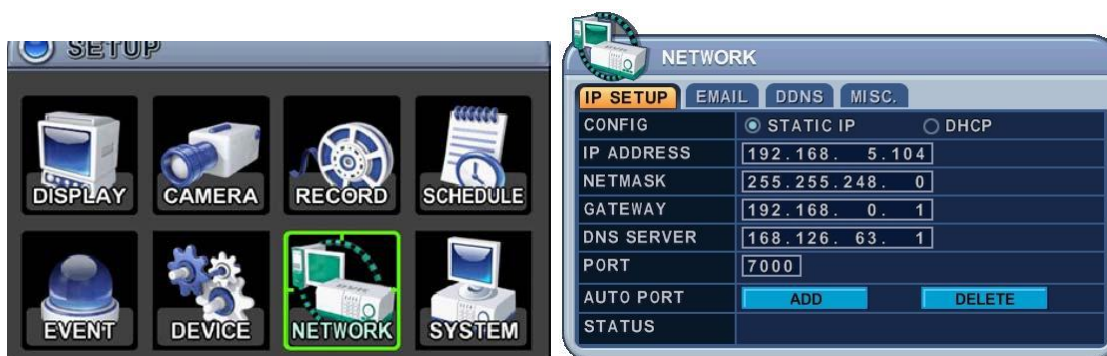 SETUP
DISPLAY CAMERA RECORD SCHEDULE
EVENT DEVICE NETWORK SYSTEM
NETWORK
IP SETUP EMAIL DDNS MISC.
CONFIG STATIC IP DHCP
IP ADDRESS 192.168. 5.104
NETMASK 255.255.248. 0
GATEWAY 192.168. 0. 1
DNS SERVER 168.126. 63. 1
PORT 7000
AUTO PORT ADD DELETE
STATUS